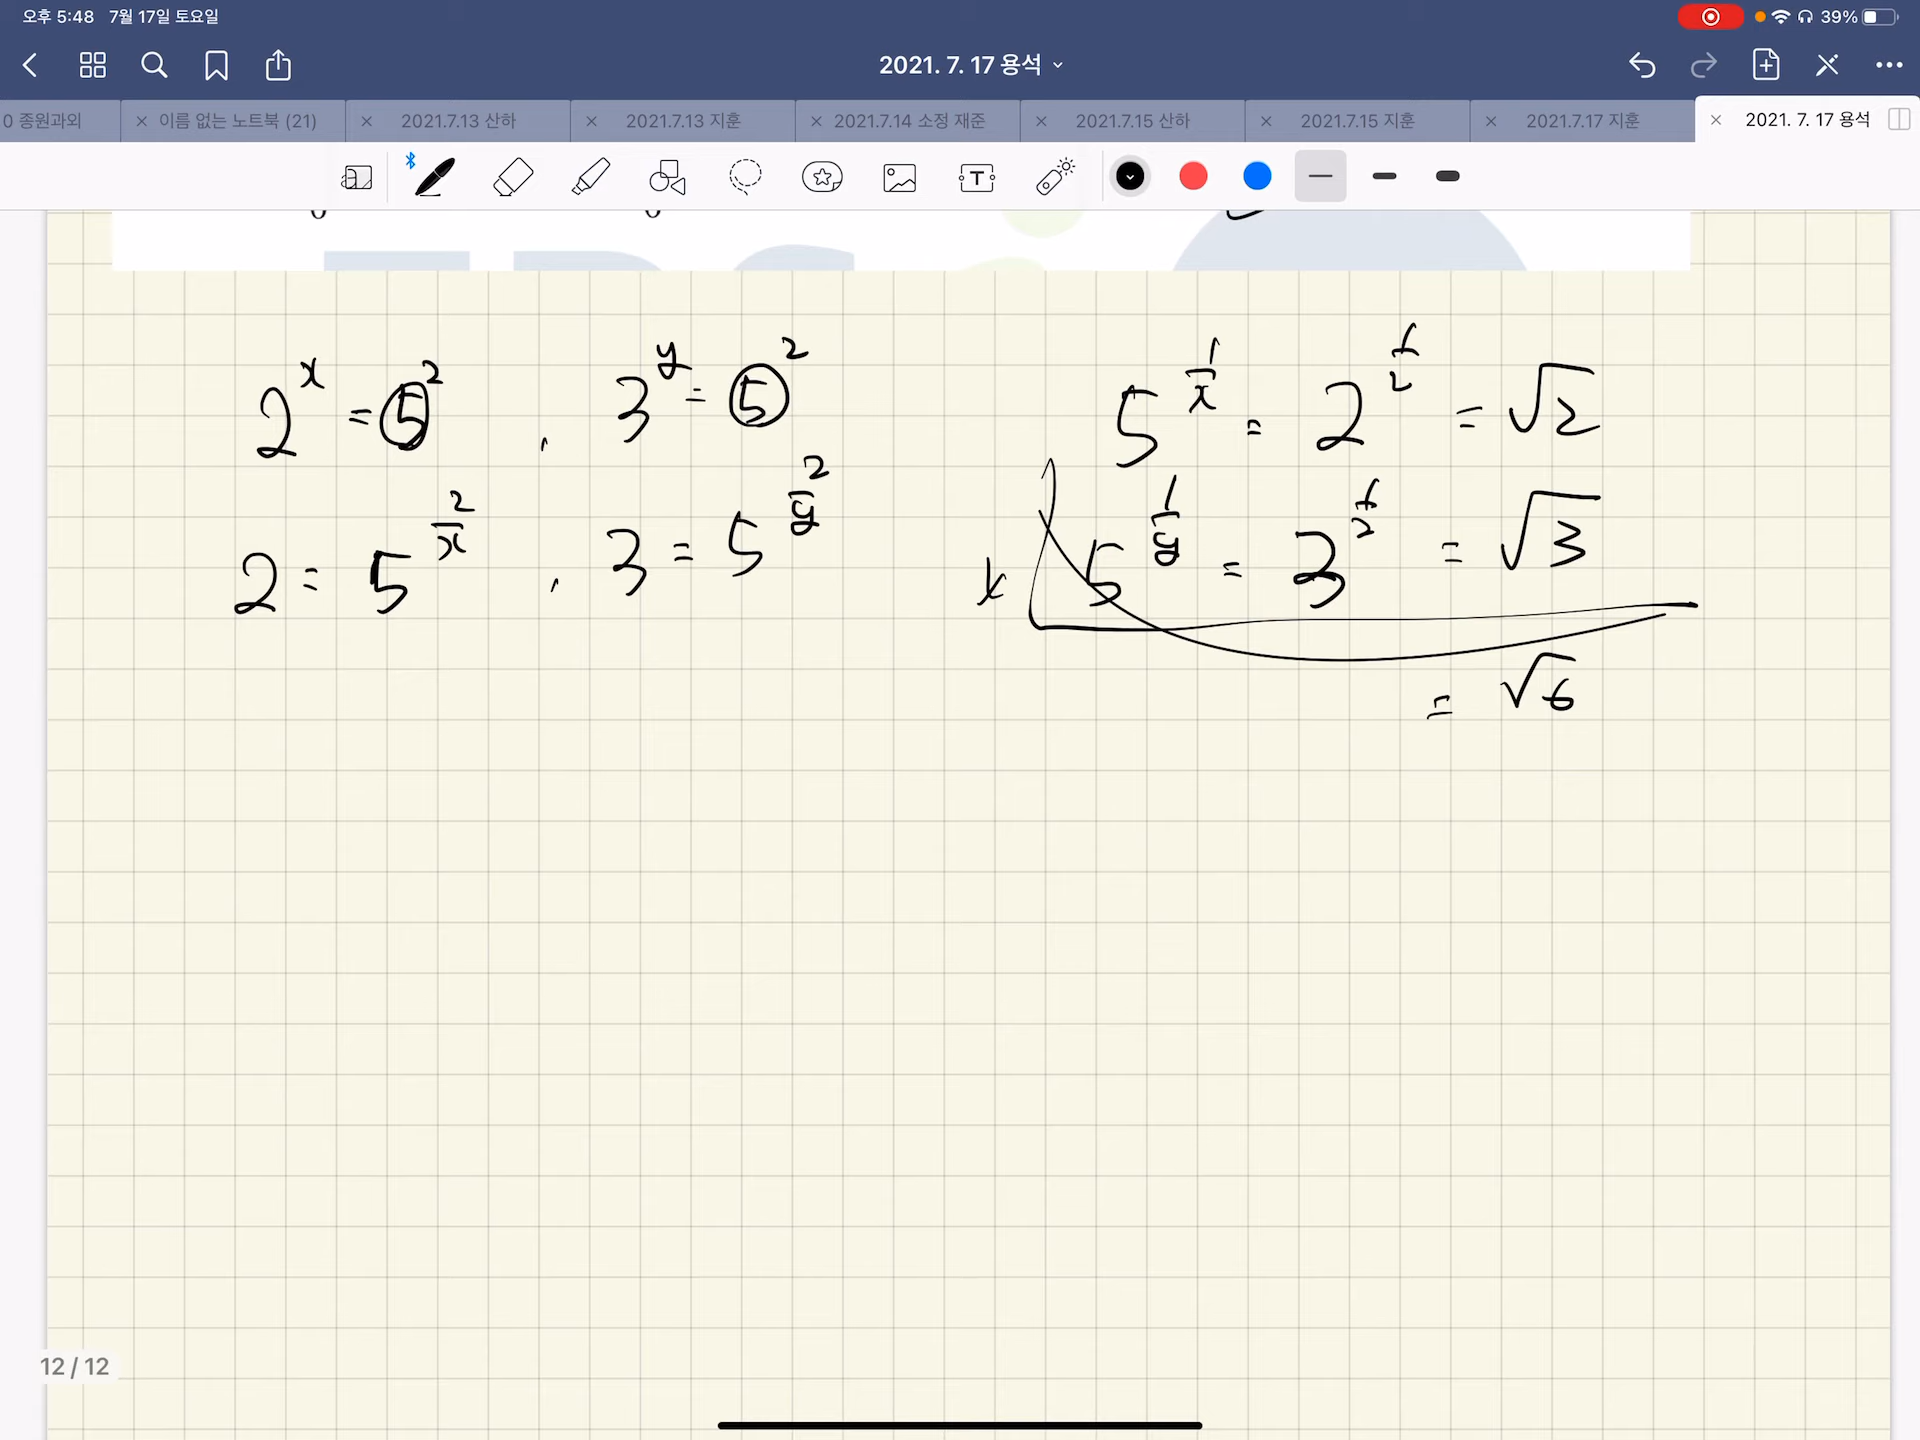 오후 5:48 7월 17일 토요일 39%
2021. 7. 17 용석
0 종원과외 × 이름 없는 노트북 (21) × 2021.7.13 산하 × 2021.7.13 지훈 × 2021.7.14 소정 재준 × 2021.7.15 산하 × 2021.7.15 지훈 × 2021.7.17 지훈 × 2021. 7. 17 용석
2^x = 5^2 , 3^y = 5^2
2 = 5^(2/x) , 3 = 5^(2/y)
5^(1/x) = 2^(1/2) = √2
× 5^(1/y) = 3^(1/2) = √3
= √6
12 / 12